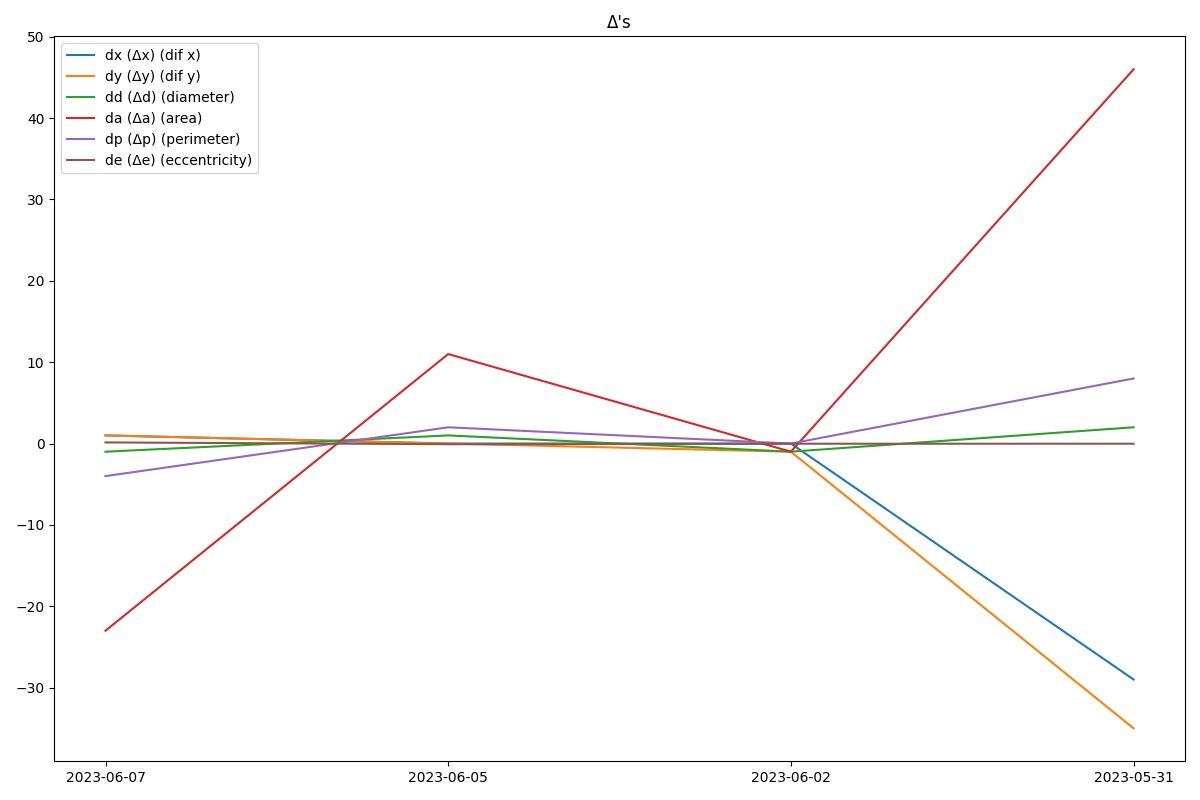 Δ's
50
40
30
20
10
0
−10
−20
−30
dx (Δx) (dif x)
dy (Δy) (dif y)
dd (Δd) (diameter)
da (Δa) (area)
dp (Δp) (perimeter)
de (Δe) (eccentricity)
2023-06-07
2023-06-05
2023-06-02
2023-05-31